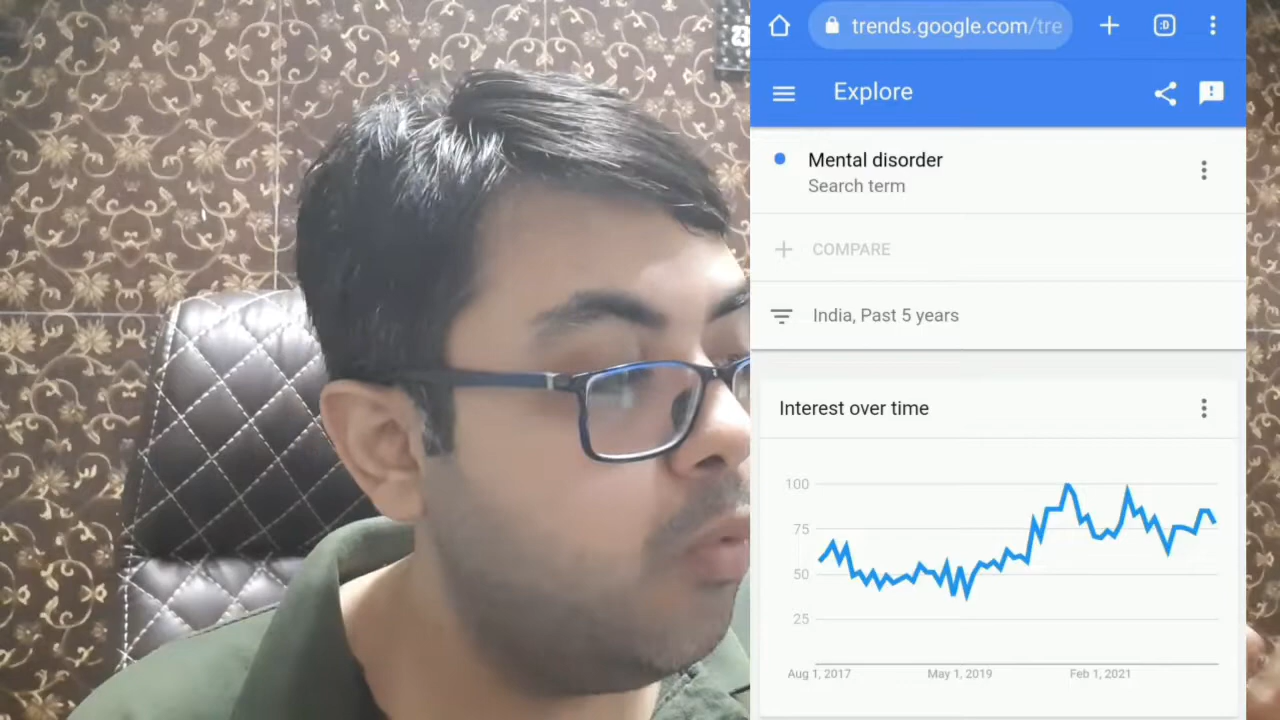 trends.google.com/tre
:D
Explore
Mental disorder
Search term
COMPARE
India, Past 5 years
Interest over time
100
75
50
25
Aug 1, 2017 May 1, 2019 Feb 1, 2021